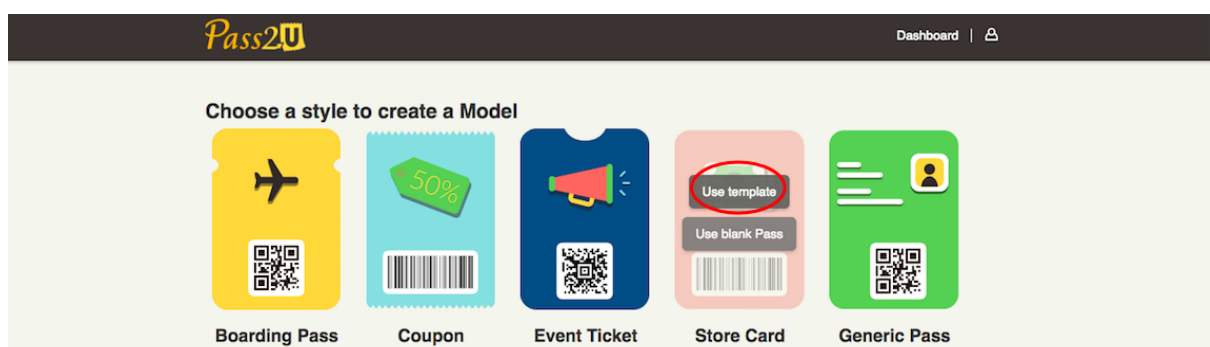 Pass2U
Dashboard |
Choose a style to create a Model
50%
Use template
Use blank Pass
Boarding Pass
Coupon
Event Ticket
Store Card
Generic Pass